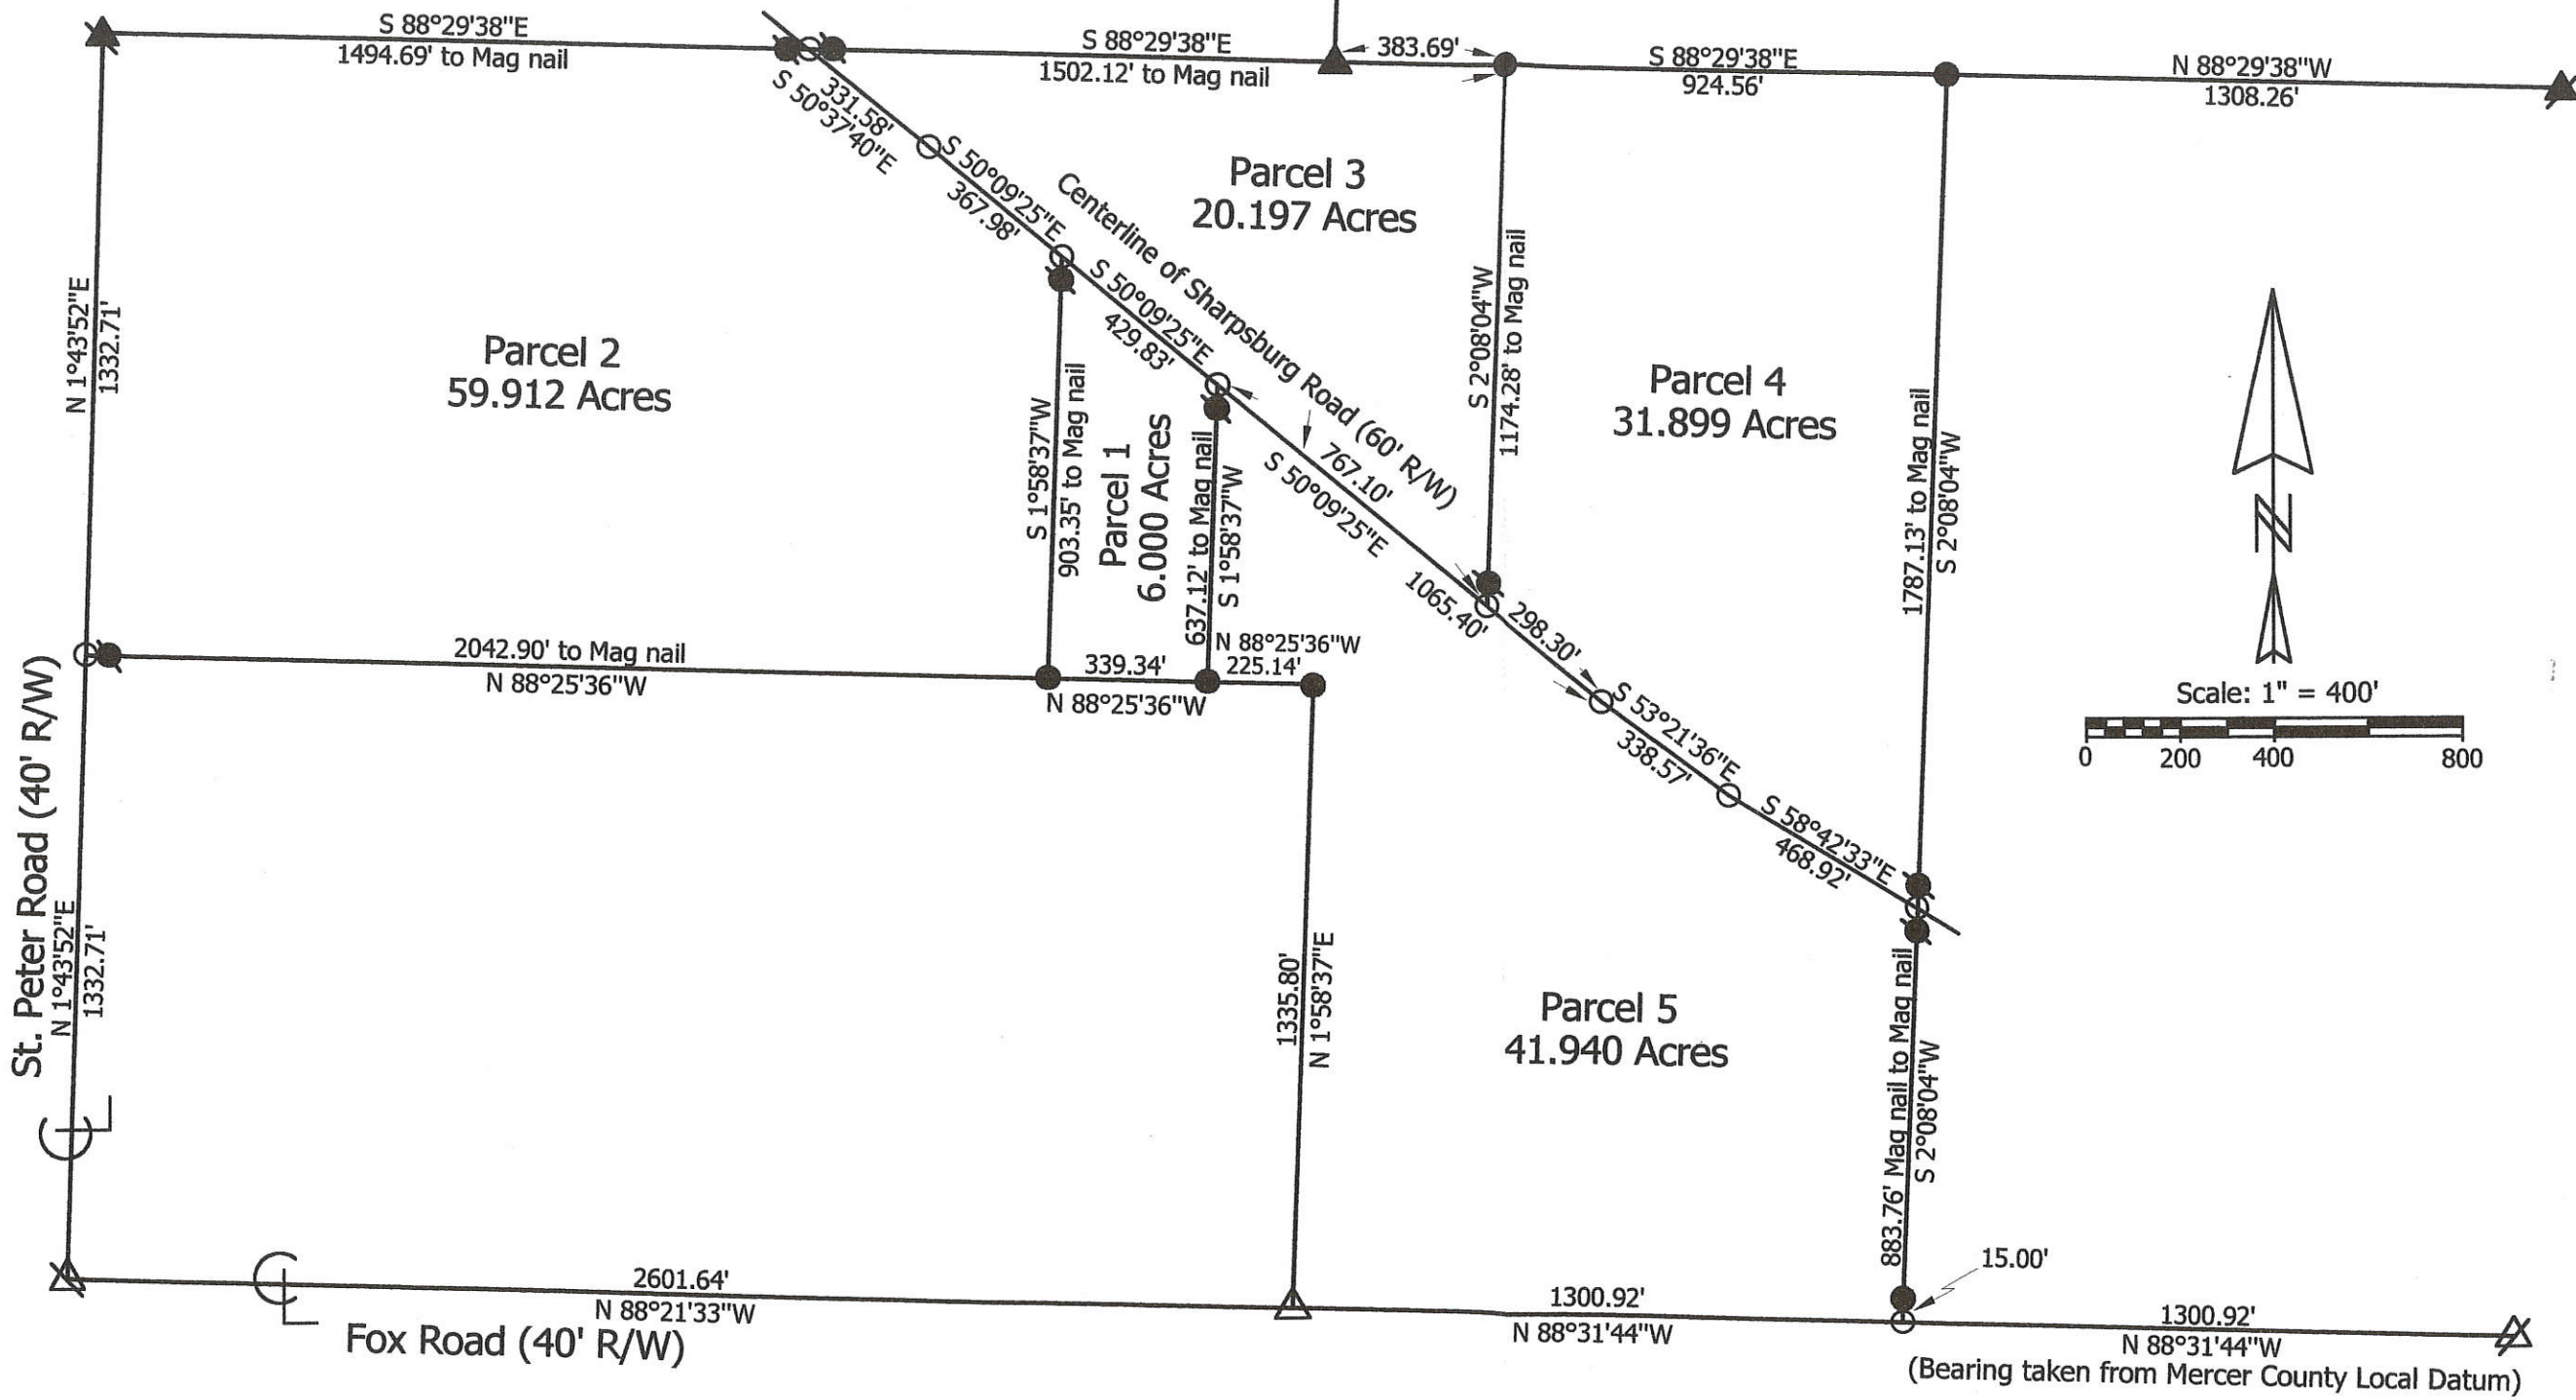 S 88°29'38"E
1494.69' to Mag nail
S 88°29'38"E
1502.12' to Mag nail
383.69'
S 88°29'38"E
924.56'
N 88°29'38"W
1308.26'
331.58'
S 50°37'40"E
S 50°09'25"E
367.98'
Centerline of Sharpsburg Road (60' R/W)
Parcel 3
20.197 Acres
S 2°08'04"W
1174.28' to Mag nail
N 1°43'52"E
1332.71'
Parcel 2
59.912 Acres
S 50°09'25"E
429.83'
Parcel 4
31.899 Acres
1787.13' to Mag nail
S 2°08'04"W
S 1°58'37"W
903.35' to Mag nail
Parcel 1
6.000 Acres
637.12' to Mag nail
S 1°58'37"W
767.10'
S 50°09'25"E
1065.40'
298.30'
N
2042.90' to Mag nail
N 88°25'36"W
339.34'
N 88°25'36"W
N 88°25'36"W
225.14'
S 53°21'36"E
338.57'
Scale: 1" = 400'
0 200 400 800
S 58°42'33"E
468.92'
St. Peter Road (40' R/W)
N 1°43'52"E
1332.71'
1335.80'
N 1°58'37"E
Parcel 5
41.940 Acres
883.76' Mag nail to Mag nail
S 2°08'04"W
15.00'
2601.64'
N 88°21'33"W
Fox Road (40' R/W)
1300.92'
N 88°31'44"W
1300.92'
N 88°31'44"W
(Bearing taken from Mercer County Local Datum)